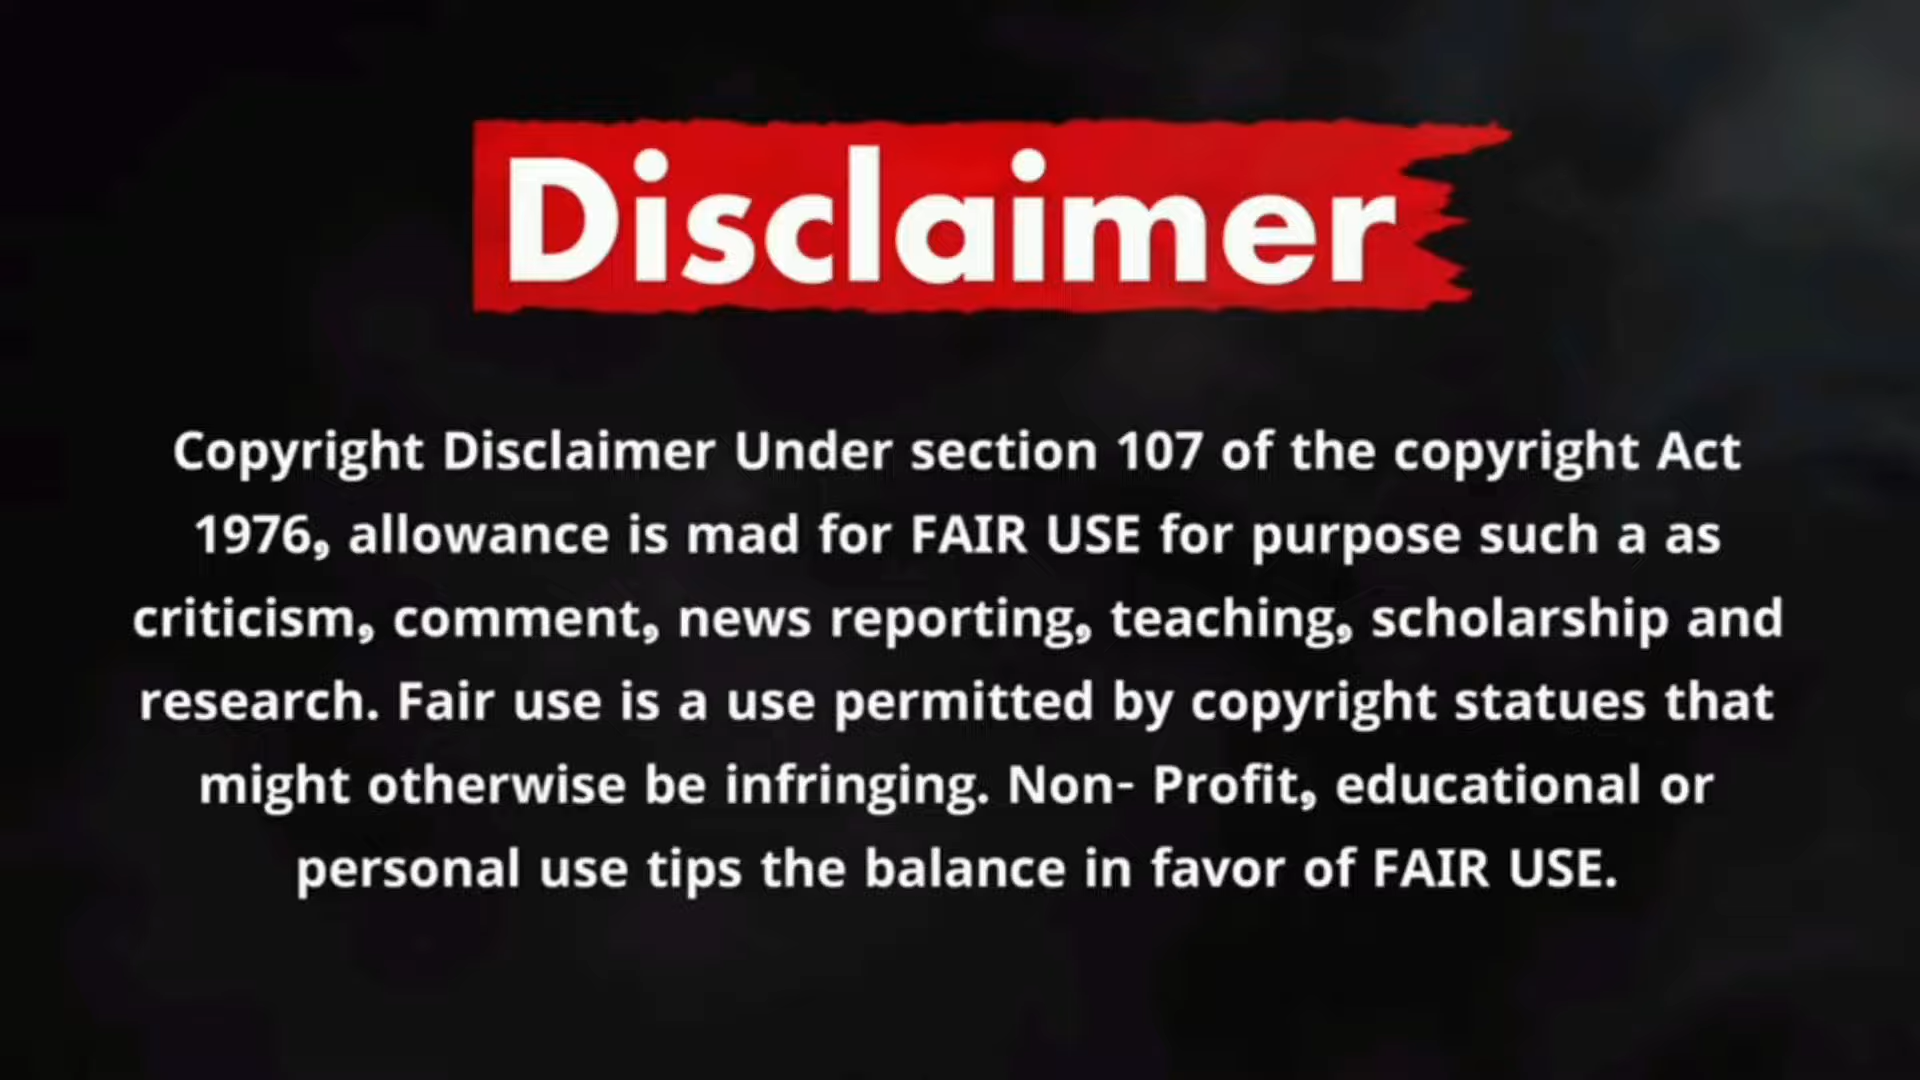 Disclaimer
Copyright Disclaimer Under section 107 of the copyright Act
1976, allowance is mad for FAIR USE for purpose such a as
criticism, comment, news reporting, teaching, scholarship and
research. Fair use is a use permitted by copyright statues that
might otherwise be infringing. Non- Profit, educational or
personal use tips the balance in favor of FAIR USE.